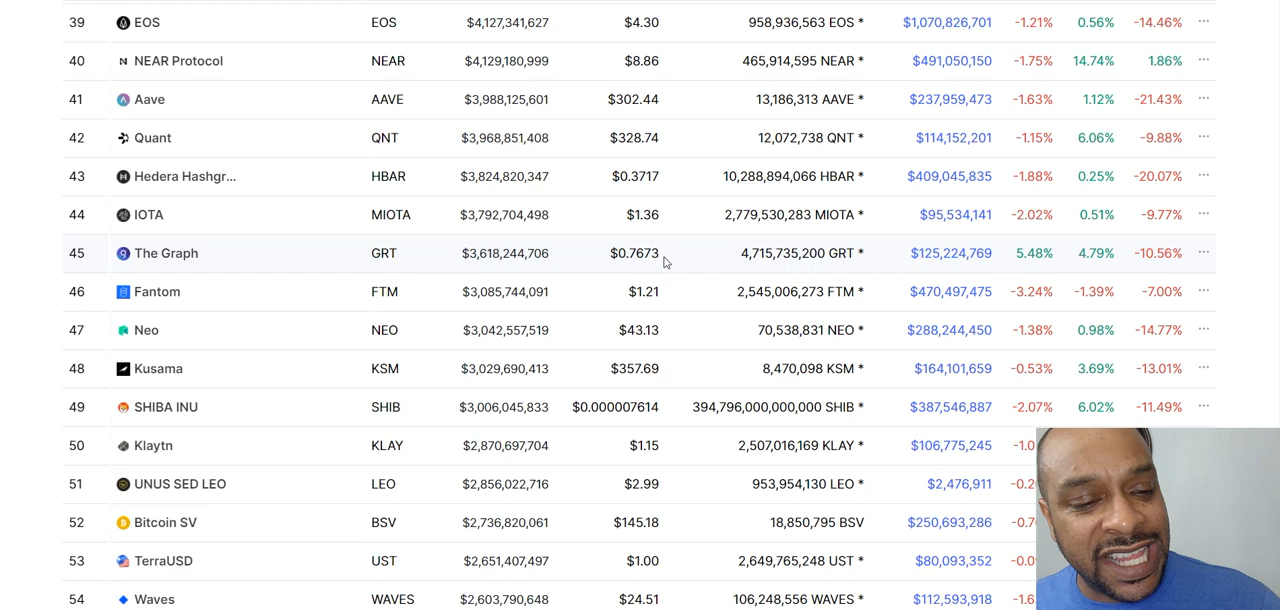 39 EOS EOS $4,127,341,627 $4.30 958,936,563 EOS * $1,070,826,701 -1.21% 0.56% -14.46% ...
40 NEAR Protocol NEAR $4,129,180,999 $8.86 465,914,595 NEAR * $491,050,150 -1.75% 14.74% 1.86% ...
41 Aave AAVE $3,988,125,601 $302.44 13,186,313 AAVE * $237,959,473 -1.63% 1.12% -21.43% ...
42 Quant QNT $3,968,851,408 $328.74 12,072,738 QNT * $114,152,201 -1.15% 6.06% -9.88% ...
43 Hedera Hashgr... HBAR $3,824,820,347 $0.3717 10,288,894,066 HBAR * $409,045,835 -1.88% 0.25% -20.07% ...
44 IOTA MIOTA $3,792,704,498 $1.36 2,779,530,283 MIOTA * $95,534,141 -2.02% 0.51% -9.77% ...
45 The Graph GRT $3,618,244,706 $0.7673 4,715,735,200 GRT * $125,224,769 5.48% 4.79% -10.56% ...
46 Fantom FTM $3,085,744,091 $1.21 2,545,006,273 FTM * $470,497,475 -3.24% -1.39% -7.00% ...
47 Neo NEO $3,042,557,519 $43.13 70,538,831 NEO * $288,244,450 -1.38% 0.98% -14.77% ...
48 Kusama KSM $3,029,690,413 $357.69 8,470,098 KSM * $164,101,659 -0.53% 3.69% -13.01% ...
49 SHIBA INU SHIB $3,006,045,833 $0.000007614 394,796,000,000,000 SHIB * $387,546,887 -2.07% 6.02% -11.49% ...
50 Klaytn KLAY $2,870,697,704 $1.15 2,507,016,169 KLAY * $106,775,245 -1.0
51 UNUS SED LEO LEO $2,856,022,716 $2.99 953,954,130 LEO * $2,476,911 -0.2
52 Bitcoin SV BSV $2,736,820,061 $145.18 18,850,795 BSV $250,693,286 -0.7
53 TerraUSD UST $2,651,407,497 $1.00 2,649,765,248 UST * $80,093,352 -0.0
54 Waves WAVES $2,603,790,648 $24.51 106,248,556 WAVES * $112,593,918 -1.6